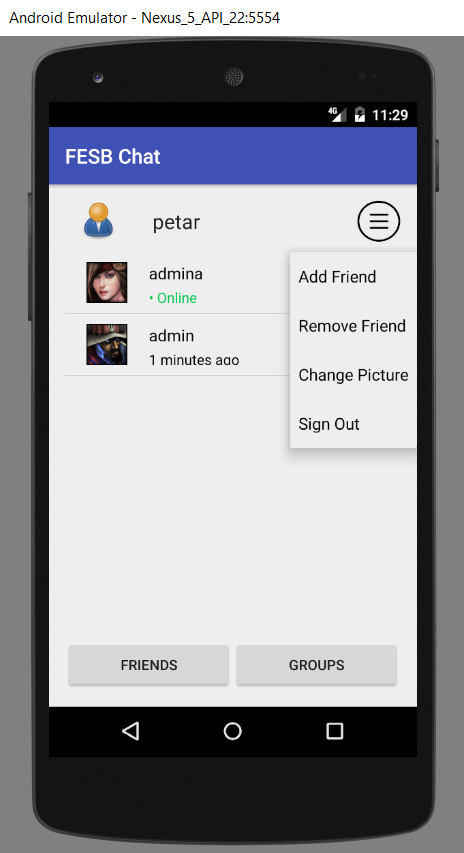 Android Emulator - Nexus_5_API_22:5554
4G 11:29
FESB Chat
petar
admina
• Online
admin
1 minutes ago
Add Friend
Remove Friend
Change Picture
Sign Out
FRIENDS GROUPS